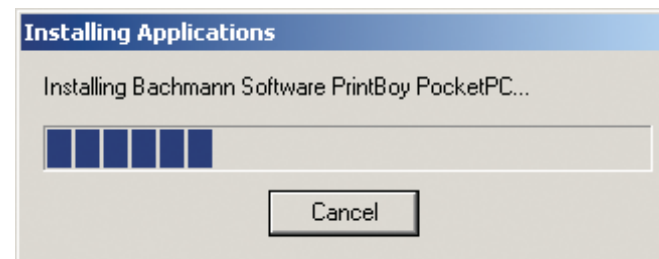 Installing Applications
Installing Bachmann Software PrintBoy PocketPC...
Cancel